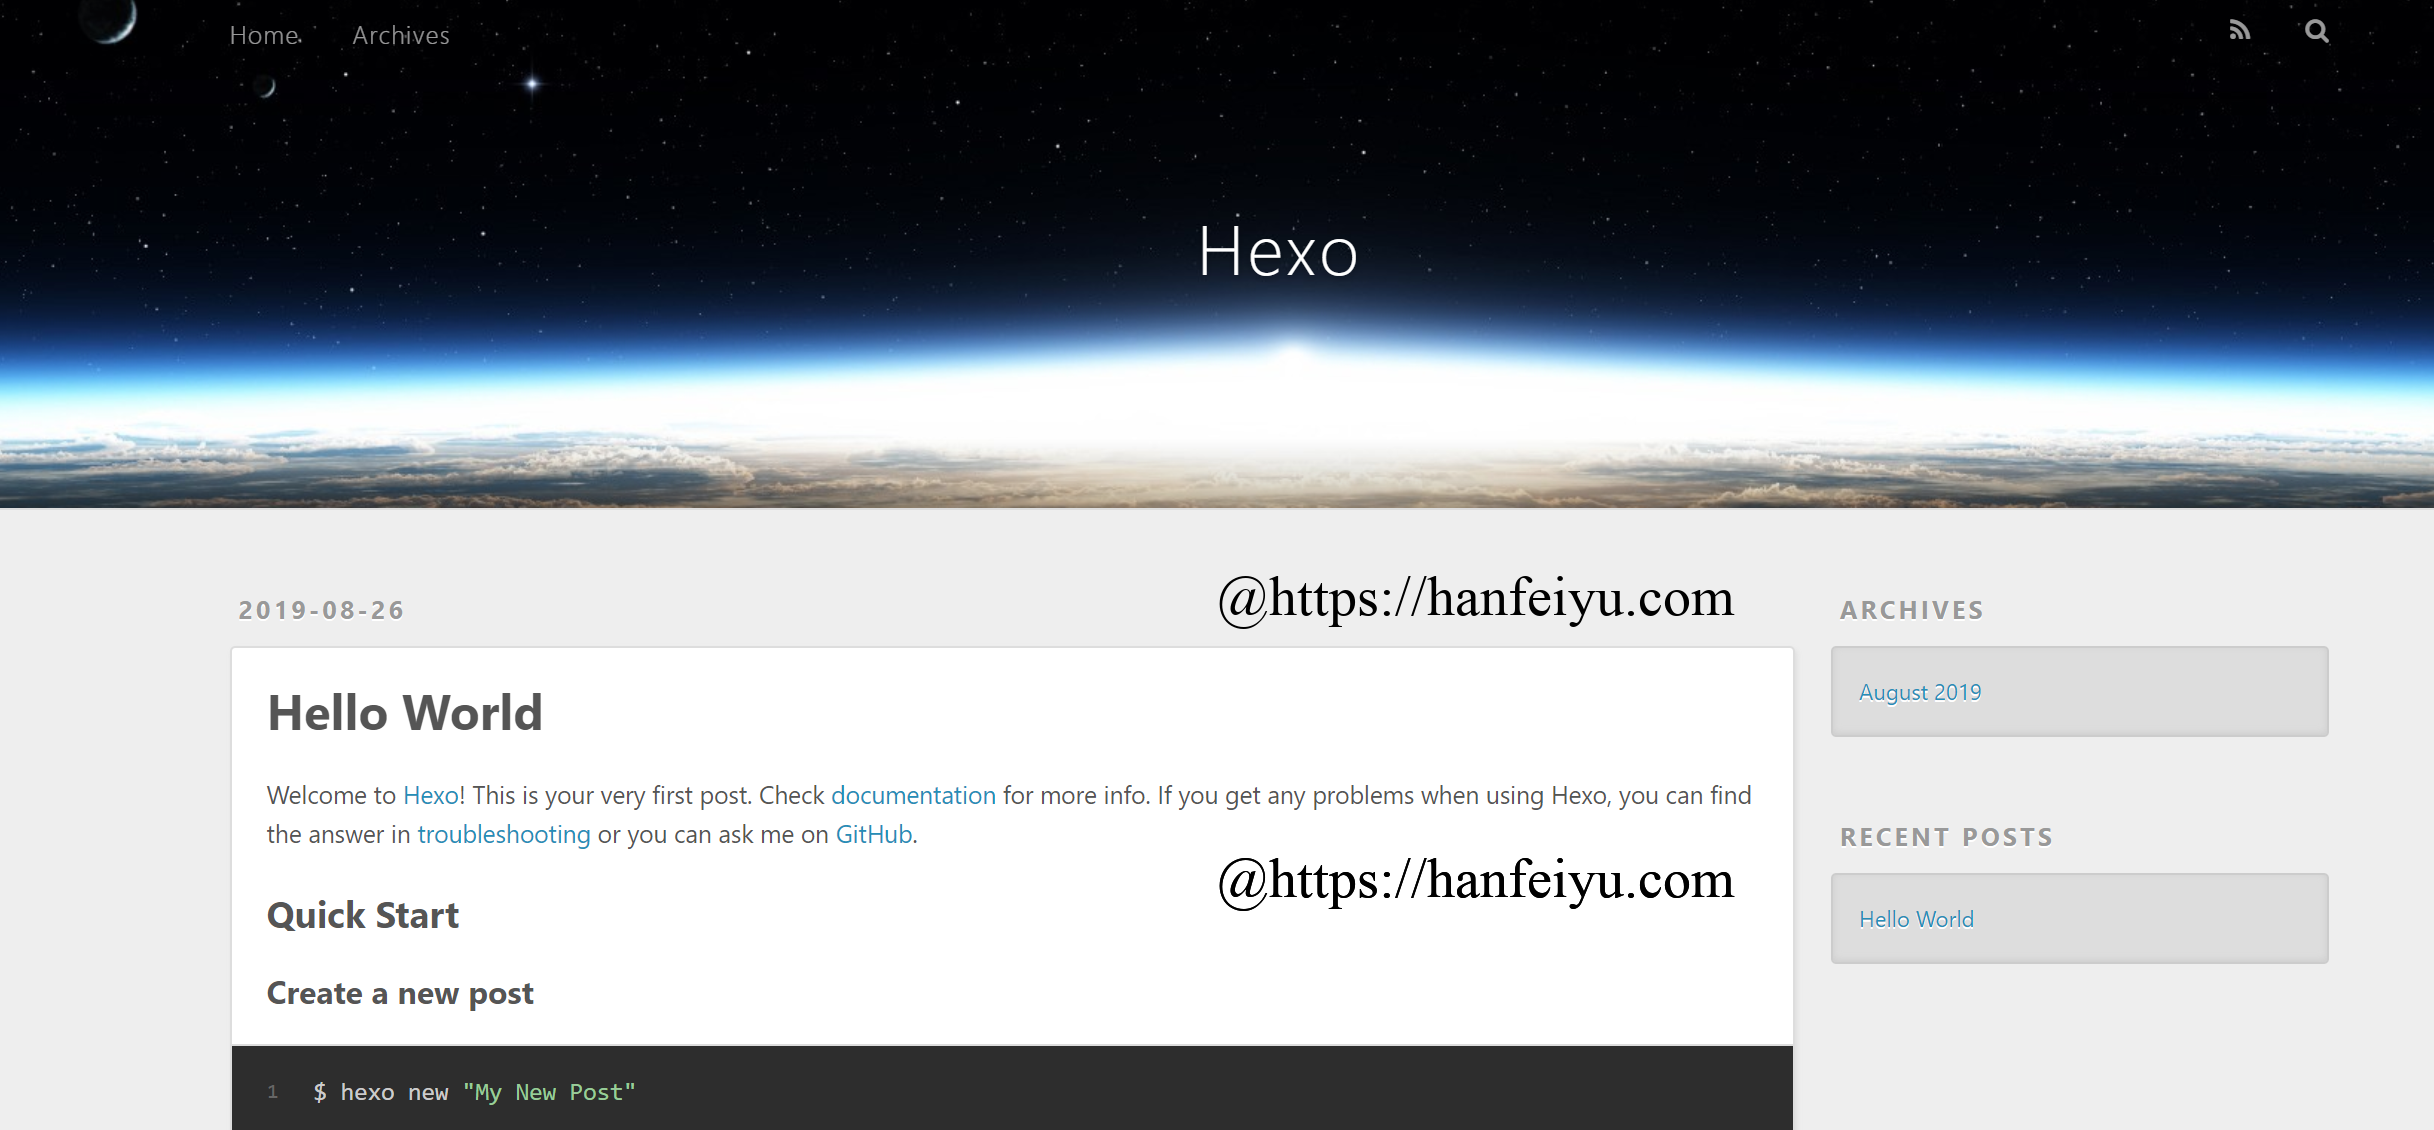 Home
Archives
Hexo
@https://hanfeiyu.com
2019-08-26
Hello World
Welcome to Hexo! This is your very first post. Check documentation for more info. If you get any problems when using Hexo, you can find
the answer in troubleshooting or you can ask me on GitHub.
@https://hanfeiyu.com
Quick Start
Create a new post
1 $ hexo new "My New Post"
ARCHIVES
August 2019
RECENT POSTS
Hello World